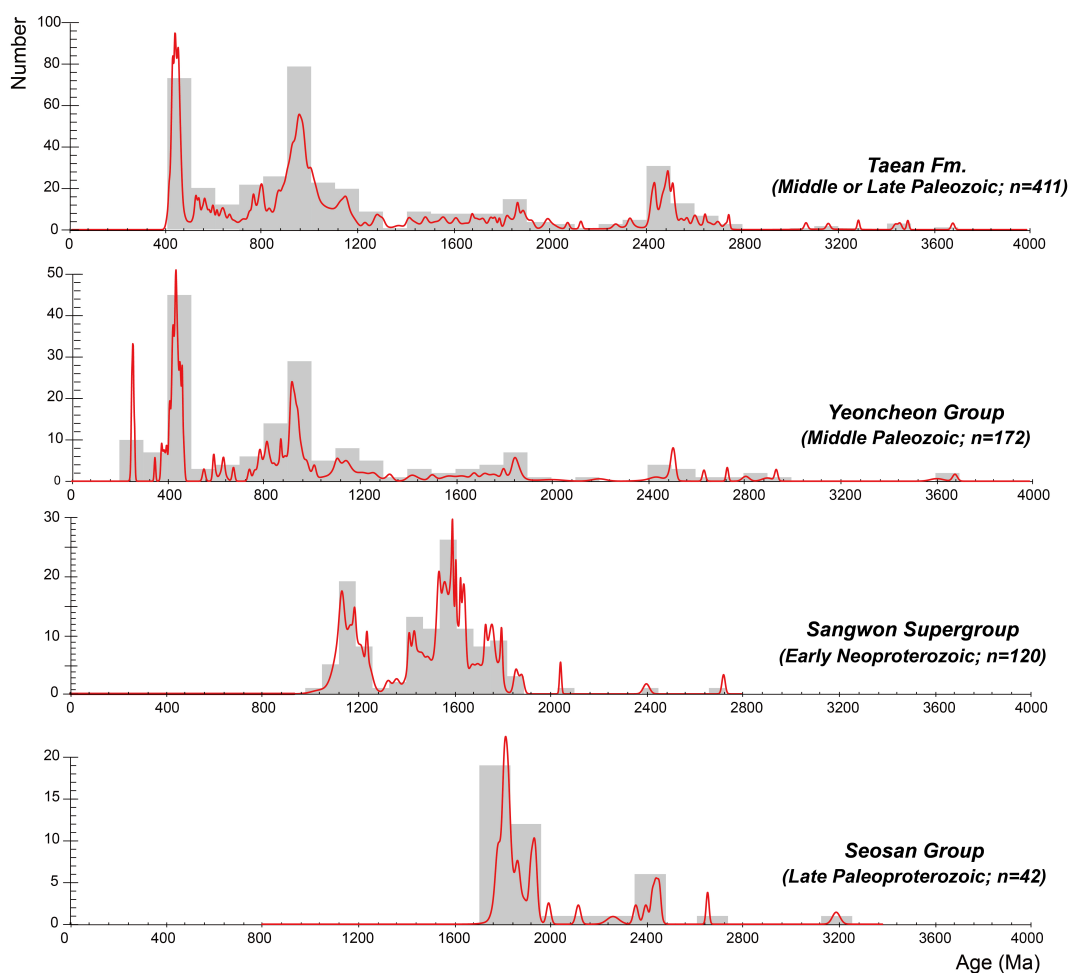 Number
100
80
60
40
20
0
Taean Fm.
(Middle or Late Paleozoic; n=411)
0 400 800 1200 1600 2000 2400 2800 3200 3600 4000
50
40
30
20
10
0
Yeoncheon Group
(Middle Paleozoic; n=172)
0 400 800 1200 1600 2000 2400 2800 3200 3600 4000
30
20
10
0
Sangwon Supergroup
(Early Neoproterozoic; n=120)
0 400 800 1200 1600 2000 2400 2800 3200 3600 4000
20
15
10
5
0
Seosan Group
(Late Paleoproterozoic; n=42)
0 400 800 1200 1600 2000 2400 2800 3200 3600 4000
Age (Ma)